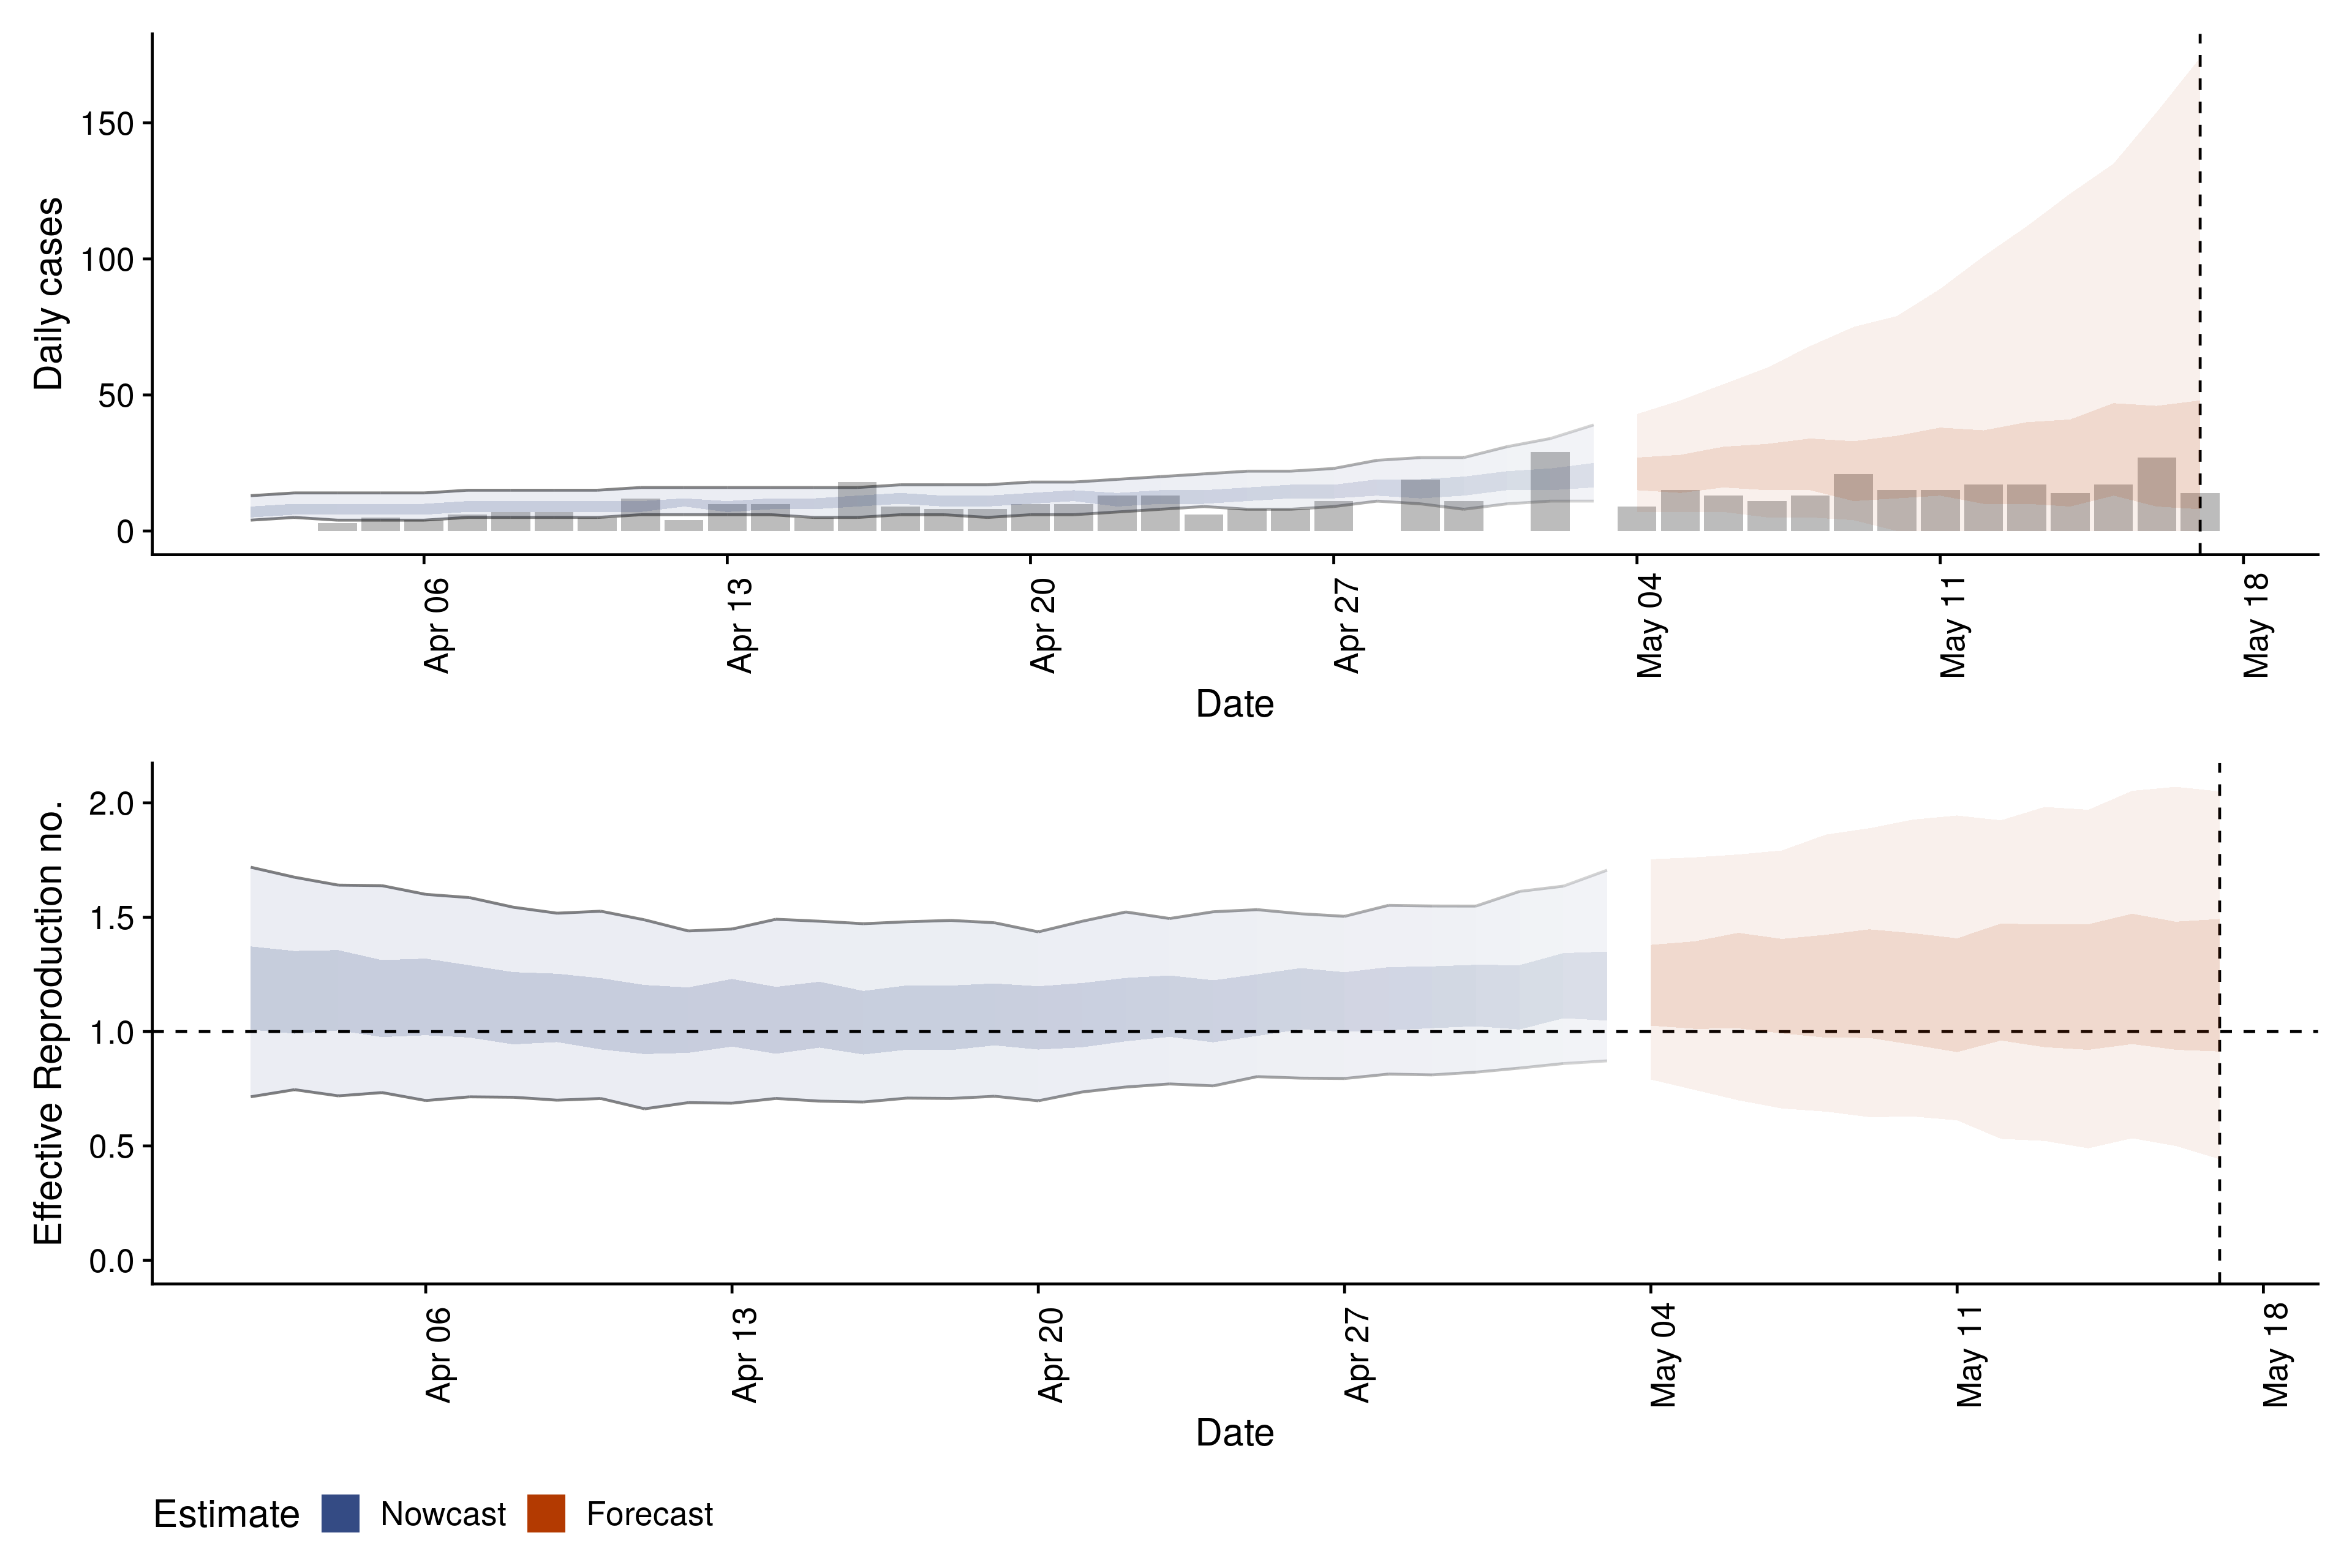 Daily cases
150
100
50
0
Apr 06
Apr 13
Apr 20
Apr 27
May 04
May 11
May 18
Date
Effective Reproduction no.
2.0
1.5
1.0
0.5
0.0
Apr 06
Apr 13
Apr 20
Apr 27
May 04
May 11
May 18
Date
Estimate Nowcast Forecast